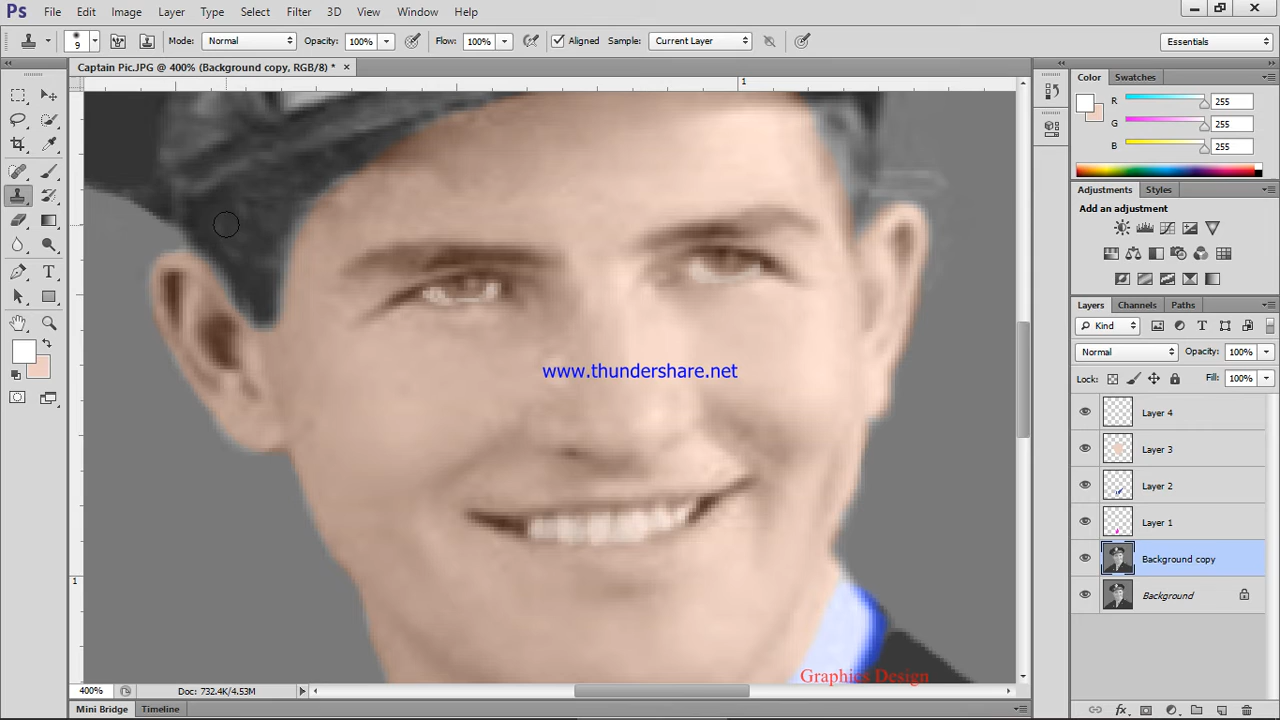 Ps File Edit Image Layer Type Select Filter 3D View Window Help
9 Mode: Normal Opacity: 100% Flow: 100% Aligned Sample: Current Layer Essentials
Captain Pic.JPG @ 400% (Background copy, RGB/8) * ×
1
Color Swatches
R 255
G 255
B 255
Adjustments Styles
Add an adjustment
Layers Channels Paths
Kind
Normal Opacity: 100%
Lock: Fill: 100%
Layer 4
Layer 3
Layer 2
Layer 1
Background copy
Background
www.thundershare.net
1
Graphics Design
400% Doc: 732.4K/4.53M
Mini Bridge Timeline
fx